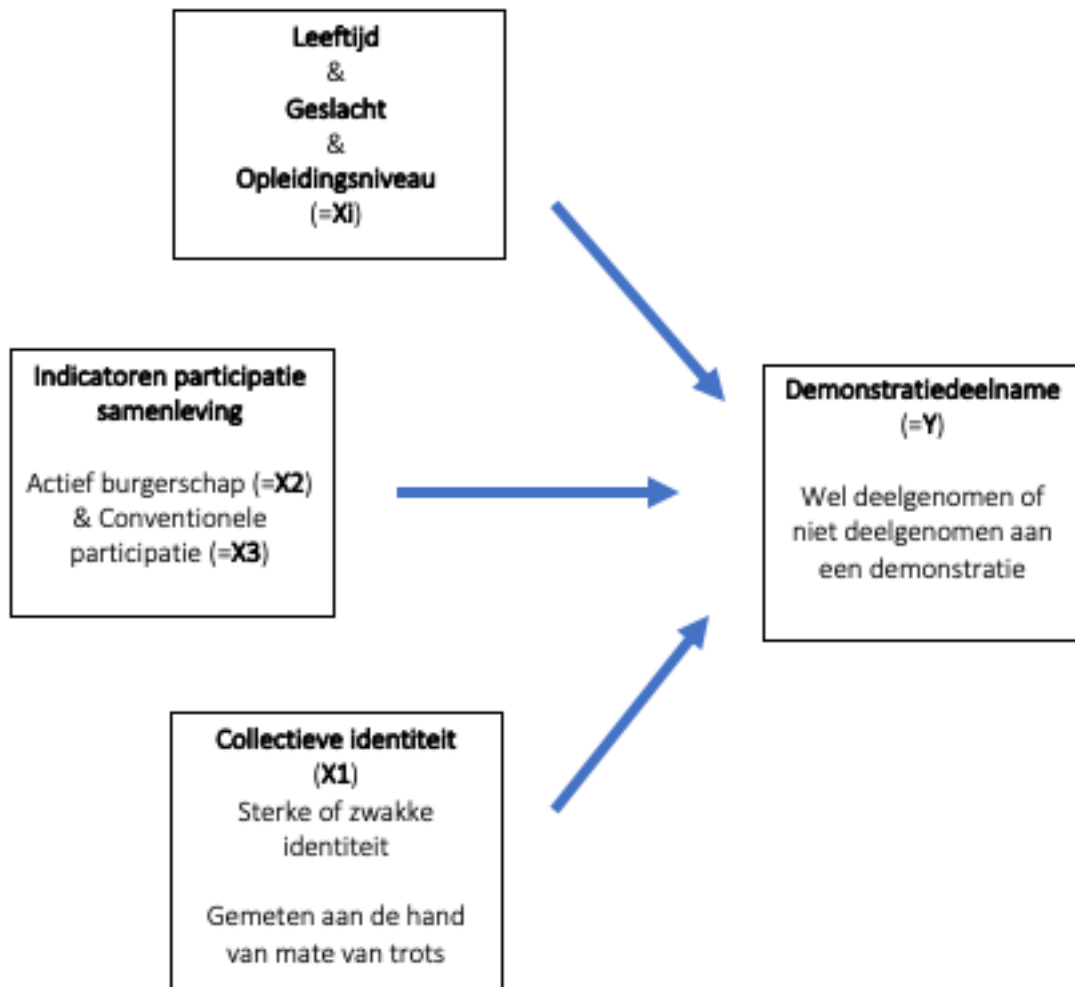 Leeftijd
&
Geslacht
&
Opleidingsniveau
(=Xi)
Indicatoren participatie
samenleving
Actief burgerschap (=X2)
& Conventionele
participatie (=X3)
Demonstratiedeelname
(=Y)
Wel deelgenomen of
niet deelgenomen aan
een demonstratie
Collectieve identiteit
(X1)
Sterke of zwakke
identiteit
Gemeten aan de hand
van mate van trots